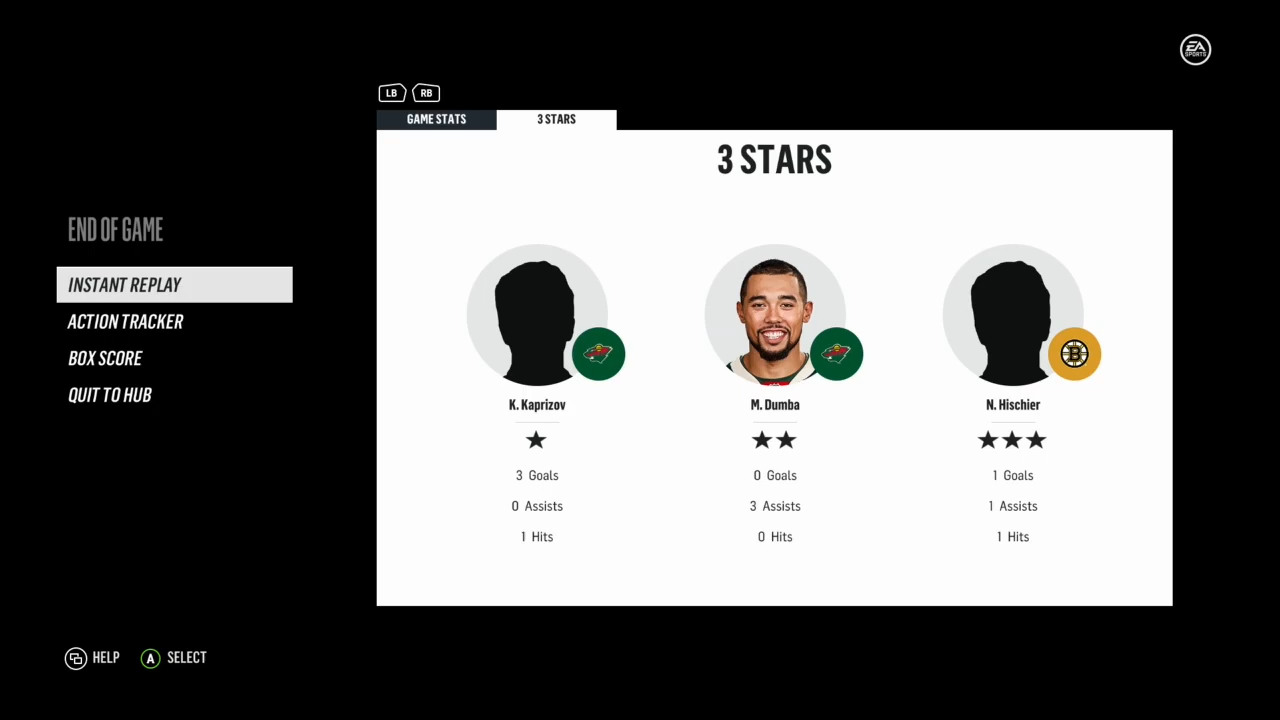 EA
SPORTS
LB RB
GAME STATS 3 STARS
3 STARS
END OF GAME
INSTANT REPLAY
ACTION TRACKER
BOX SCORE
QUIT TO HUB
B
K. Kaprizov M. Dumba N. Hischier
3 Goals 0 Goals 1 Goals
0 Assists 3 Assists 1 Assists
1 Hits 0 Hits 1 Hits
HELP A SELECT